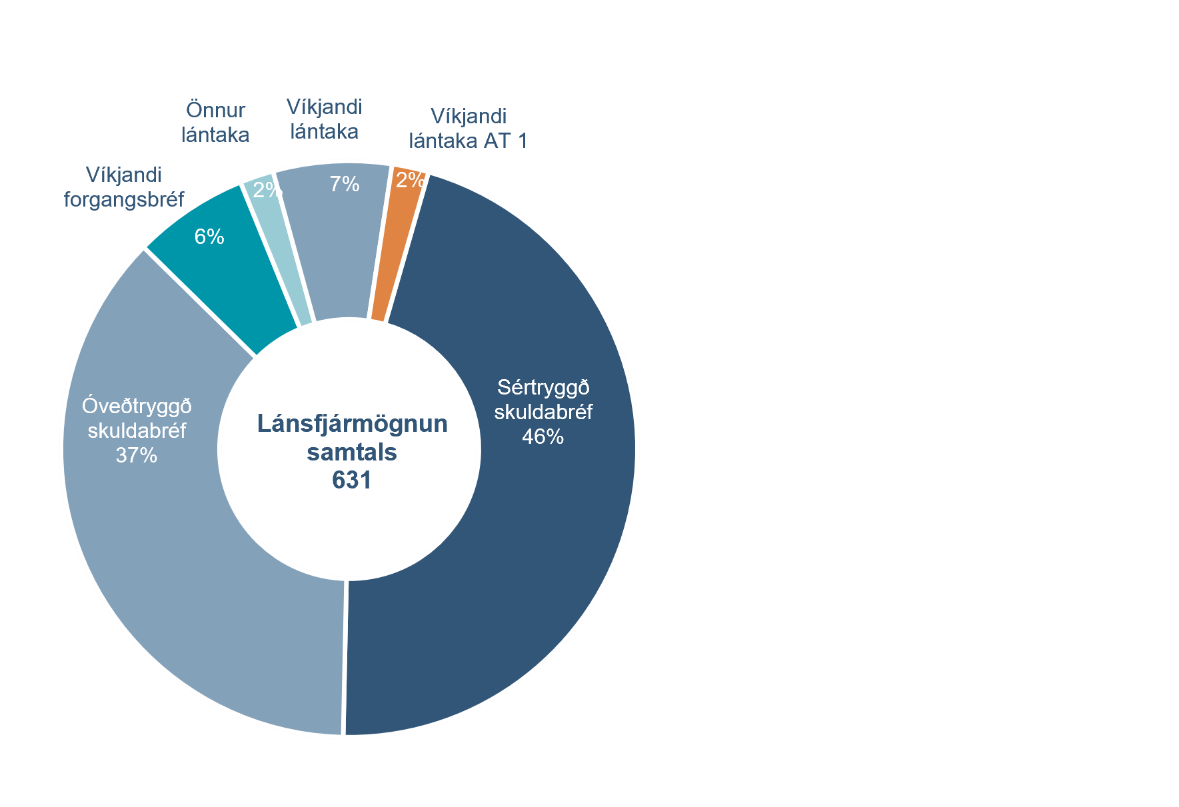 Önnur
lántaka
Víkjandi
lántaka
Víkjandi
lántaka AT 1
Víkjandi
forgangsbréf
2%
7%
2%
6%
Sértryggð
skuldabréf
46%
Óveðtryggð
skuldabréf
37%
Lánsfjármögnun
samtals
631